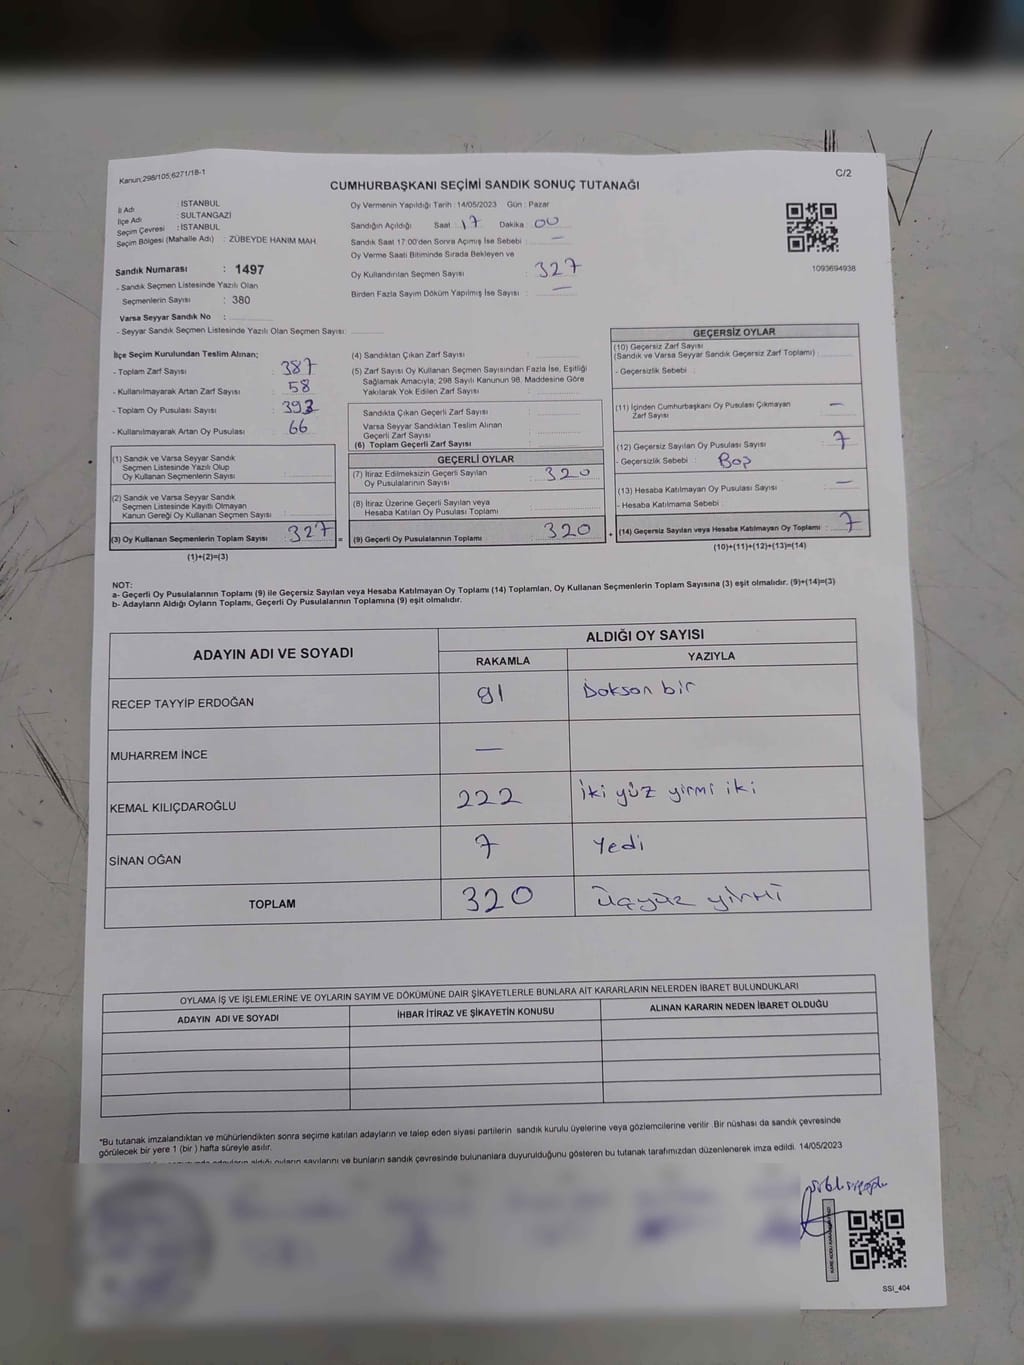 Kanun;298/105,6271/18-1
C/2
CUMHURBAŞKANI SEÇİMİ SANDIK SONUÇ TUTANAĞI
İl Adı : İSTANBUL
İlçe Adı : SULTANGAZİ
Seçim Çevresi : İSTANBUL
Seçim Bölgesi (Mahalle Adı) : ZÜBEYDE HANIM MAH.
Sandık Numarası : 1497
- Sandık Seçmen Listesinde Yazılı Olan
Seçmenlerin Sayısı : 380
Varsa Seyyar Sandık No :
- Seyyar Sandık Seçmen Listesinde Yazılı Olan Seçmen Sayısı:
Oy Vermenin Yapıldığı Tarih : 14/05/2023 Gün : Pazar
Sandığın Açıldığı Saat : 17 Dakika : 00
Sandık Saat 17:00'den Sonra Açımış İse Sebebi : —
Oy Verme Saati Bitiminde Sırada Bekleyen ve
Oy Kullandırılan Seçmen Sayısı : 327
Birden Fazla Sayım Döküm Yapılmış İse Sayısı : —
1093694938
İlçe Seçim Kurulundan Teslim Alınan;
- Toplam Zarf Sayısı : 387
- Kullanılmayarak Artan Zarf Sayısı : 58
- Toplam Oy Pusulası Sayısı : 393
- Kullanılmayarak Artan Oy Pusulası : 66
(1) Sandık ve Varsa Seyyar Sandık
Seçmen Listesinde Yazılı Olup
Oy Kullanan Seçmenlerin Sayısı :
(2) Sandık ve Varsa Seyyar Sandık
Seçmen Listesinde Kayıtlı Olmayan
Kanun Gereği Oy Kullanan Seçmen Sayısı :
(3) Oy Kullanan Seçmenlerin Toplam Sayısı : 327 =
(1)+(2)=(3)
(4) Sandıktan Çıkan Zarf Sayısı :
(5) Zarf Sayısı Oy Kullanan Seçmen Sayısından Fazla İse, Eşitliği
Sağlamak Amacıyla; 298 Sayılı Kanunun 98. Maddesine Göre
Yakılarak Yok Edilen Zarf Sayısı :
Sandıkta Çıkan Geçerli Zarf Sayısı :
Varsa Seyyar Sandıktan Teslim Alınan
Geçerli Zarf Sayısı :
(6) Toplam Geçerli Zarf Sayısı :
GEÇERLİ OYLAR
(7) İtiraz Edilmeksizin Geçerli Sayılan
Oy Pusulalarının Sayısı : 320
(8) İtiraz Üzerine Geçerli Sayılan veya
Hesaba Katılan Oy Pusulası Toplamı :
(9) Geçerli Oy Pusulalarının Toplamı : 320 +
GEÇERSİZ OYLAR
(10) Geçersiz Zarf Sayısı
(Sandık ve Varsa Seyyar Sandık Geçersiz Zarf Toplamı) :
- Geçersizlik Sebebi :
(11) İçinden Cumhurbaşkanı Oy Pusulası Çıkmayan
Zarf Sayısı : —
(12) Geçersiz Sayılan Oy Pusulası Sayısı : 7
- Geçersizlik Sebebi :
(13) Hesaba Katılmayan Oy Pusulası Sayısı : —
- Hesaba Katılmama Sebebi :
(14) Geçersiz Sayılan veya Hesaba Katılmayan Oy Toplamı : 7
(10)+(11)+(12)+(13)=(14)
NOT:
a- Geçerli Oy Pusulalarının Toplamı (9) ile Geçersiz Sayılan veya Hesaba Katılmayan Oy Toplamı (14) Toplamları, Oy Kullanan Seçmenlerin Toplam Sayısına (3) eşit olmalıdır. (9)+(14)=(3)
b- Adayların Aldığı Oyların Toplamı, Geçerli Oy Pusulalarının Toplamına (9) eşit olmalıdır.
ADAYIN ADI VE SOYADI
ALDIĞI OY SAYISI
RAKAMLA YAZIYLA
RECEP TAYYİP ERDOĞAN 91 Doksan bir
MUHARREM İNCE —
KEMAL KILIÇDAROĞLU 222 iki yüz yirmi iki
SİNAN OĞAN 7 Yedi
TOPLAM 320 üçyüz yirmi
OYLAMA İŞ VE İŞLEMLERİNE VE OYLARIN SAYIM VE DÖKÜMÜNE DAİR ŞİKAYETLERLE BUNLARA AİT KARARLARIN NELERDEN İBARET BULUNDUKLARI
ADAYIN ADI VE SOYADI İHBAR İTİRAZ VE ŞİKAYETİN KONUSU ALINAN KARARIN NEDEN İBARET OLDUĞU
*Bu tutanak imzalandıktan ve mühürlendikten sonra seçime katılan adayların ve talep eden siyasi partilerin sandık kurulu üyelerine veya gözlemcilerine verilir. Bir nüshası da sandık çevresinde
görülecek bir yere 1 (bir ) hafta süreyle asılır.
oyların sayılarını ve bunların sandık çevresinde bulunanlara duyurulduğunu gösteren bu tutanak tarafımızdan düzenlenerek imza edildi. 14/05/2023
SSI_404